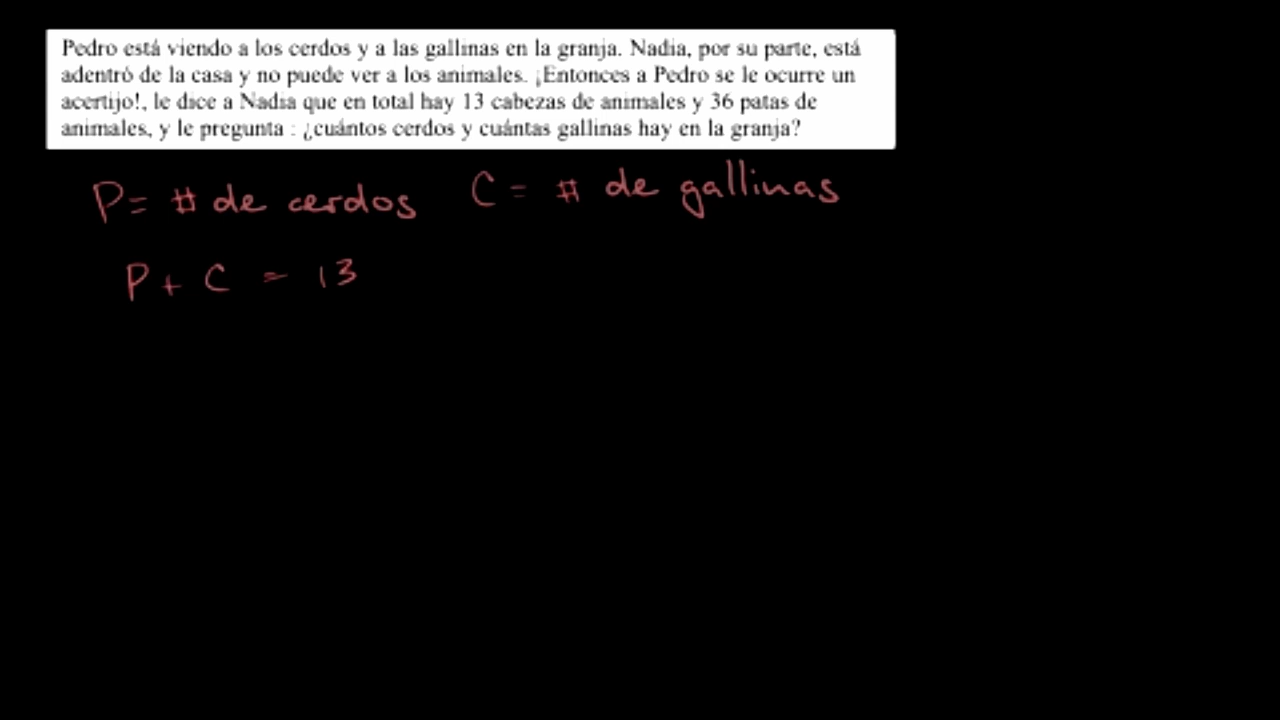 Pedro está viendo a los cerdos y a las gallinas en la granja. Nadia, por su parte, está
adentró de la casa y no puede ver a los animales. ¡Entonces a Pedro se le ocurre un
acertijo!, le dice a Nadia que en total hay 13 cabezas de animales y 36 patas de
animales, y le pregunta : ¿cuántos cerdos y cuántas gallinas hay en la granja?
P= # de cerdos C= # de gallinas
P+ C = 13